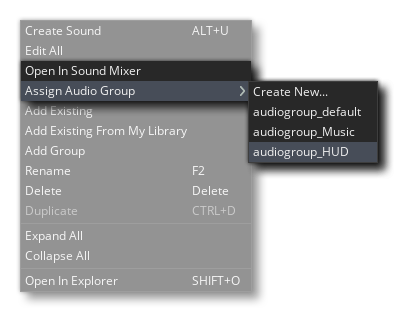 Create Sound ALT+U
Edit All
Open In Sound Mixer
Assign Audio Group
Create New...
audiogroup_default
audiogroup_Music
audiogroup_HUD
Add Existing
Add Existing From My Library
Add Group
Rename F2
Delete Delete
Duplicate CTRL+D
Expand All
Collapse All
Open In Explorer SHIFT+O